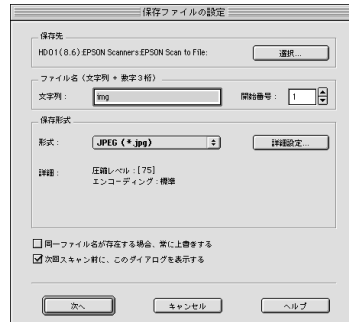 保存ファイルの設定
保存先
HD01(8.6):EPSON Scanners:EPSON Scan to File:
選択...
ファイル名（文字列 + 数字3桁）
文字列：
img
開始番号：
1
保存形式
形式：
JPEG (*.jpg)
詳細設定...
詳細：
圧縮レベル：[75]
エンコーディング：標準
同一ファイル名が存在する場合、常に上書きする
次回スキャン前に、このダイアログを表示する
次へ
キャンセル
ヘルプ